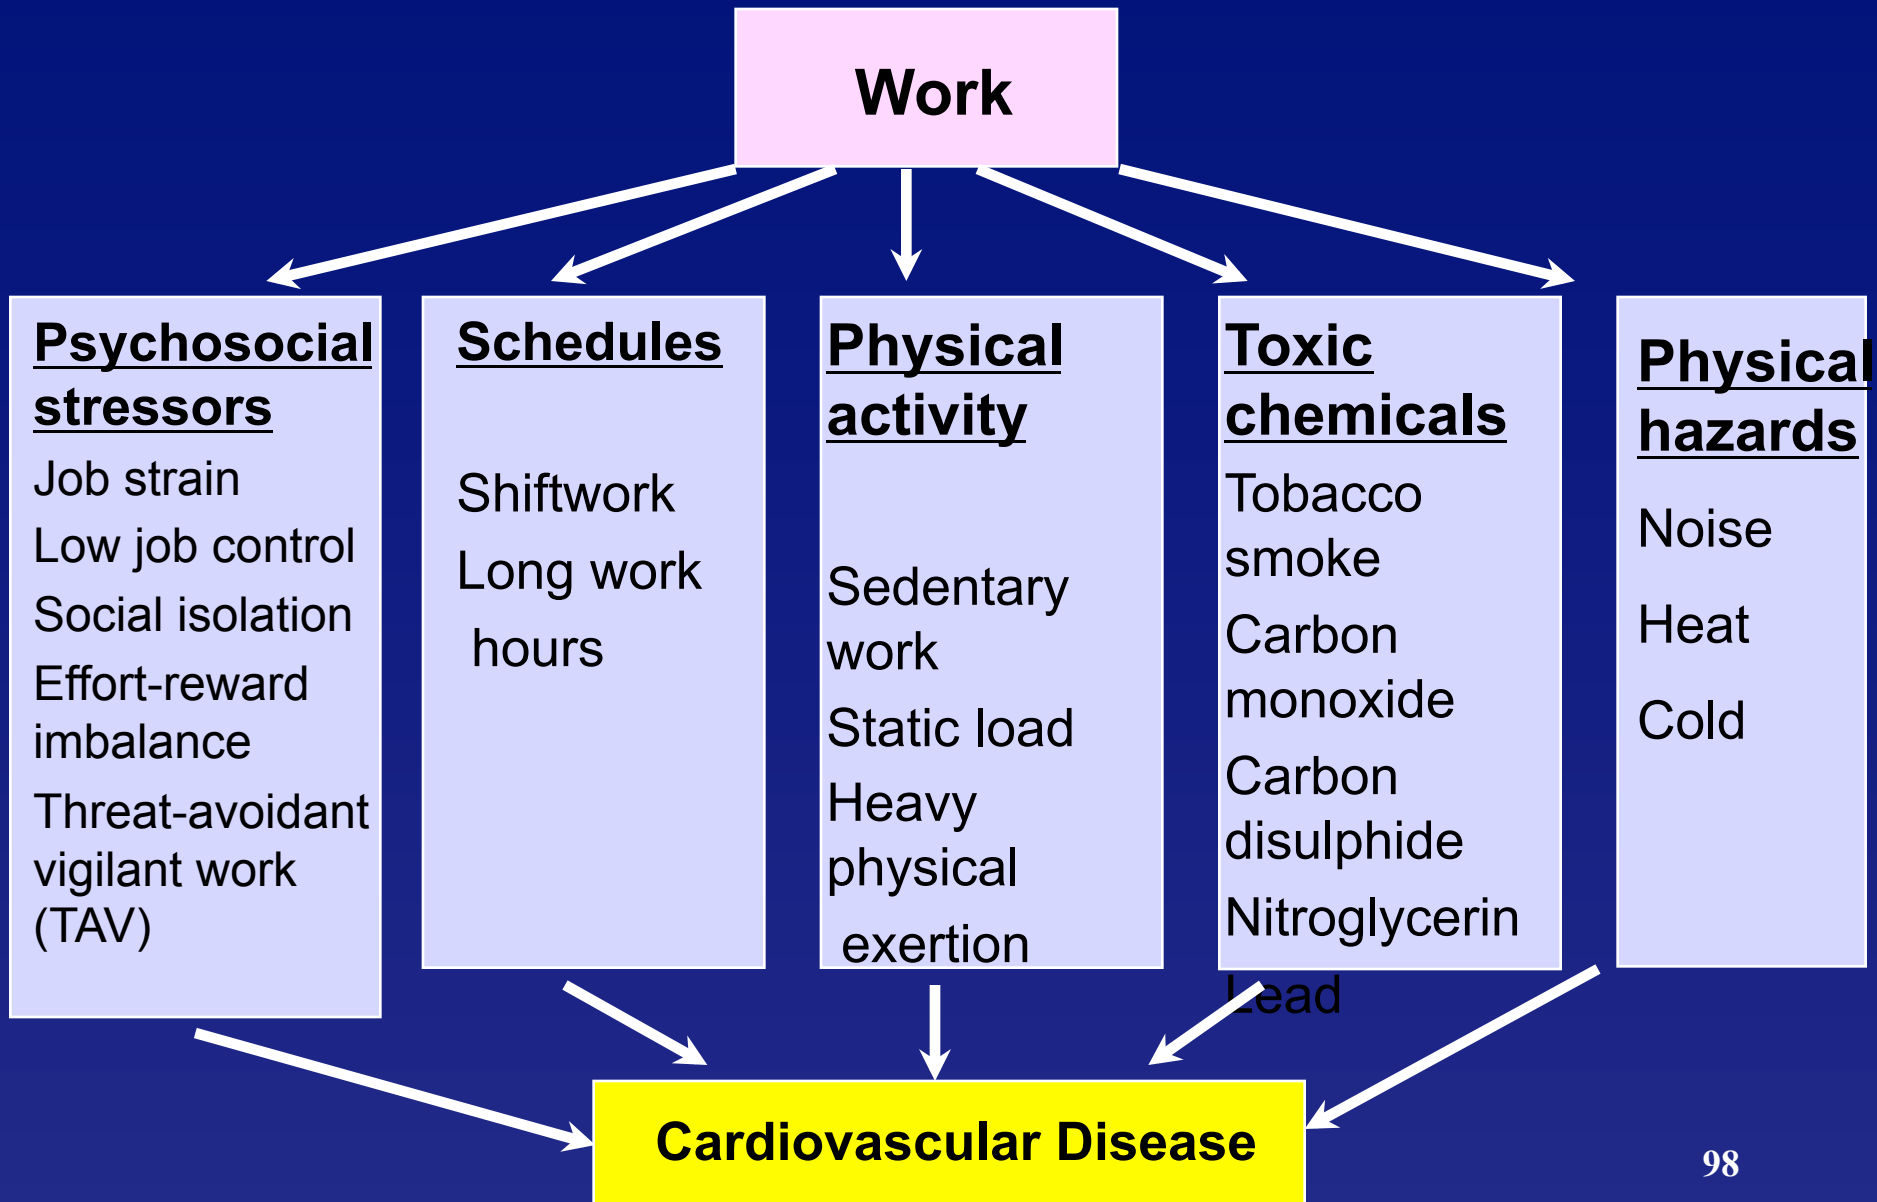 Work
Psychosocial
stressors
Job strain
Low job control
Social isolation
Effort-reward
imbalance
Threat-avoidant
vigilant work
(TAV)
Schedules
Shiftwork
Long work
hours
Physical
activity
Sedentary
work
Static load
Heavy
physical
exertion
Toxic
chemicals
Tobacco
smoke
Carbon
monoxide
Carbon
disulphide
Nitroglycerin
Lead
Physical
hazards
Noise
Heat
Cold
Cardiovascular Disease
98